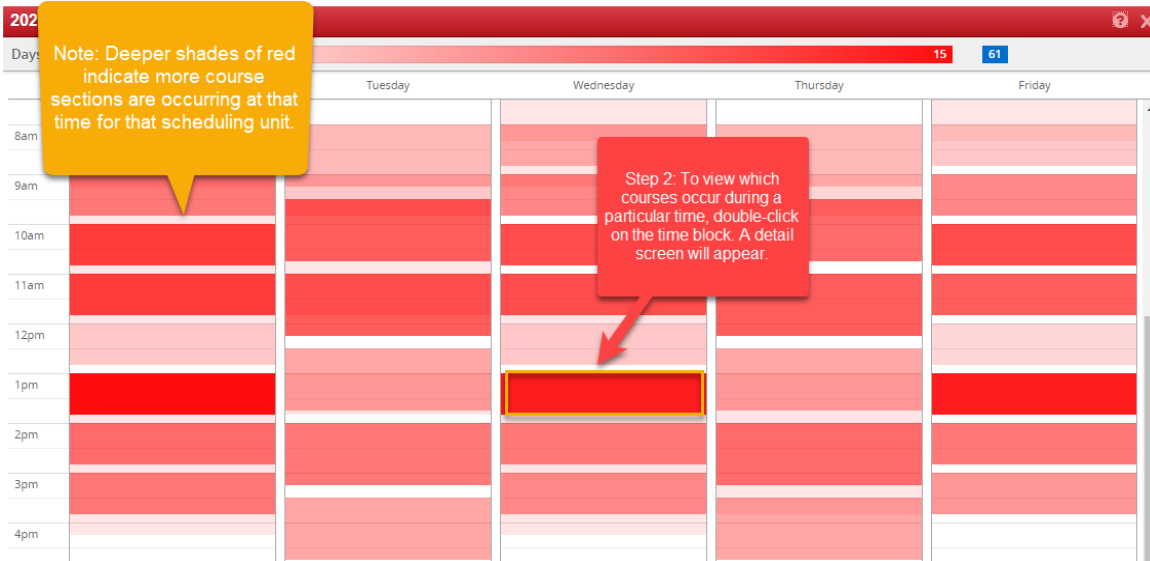 202
Note: Deeper shades of red
indicate more course
sections are occurring at that
time for that scheduling unit.
Days
15
61
Tuesday
Wednesday
Thursday
Friday
8am
9am
10am
11am
12pm
1pm
2pm
3pm
4pm
Step 2: To view which
courses occur during a
particular time, double-click
on the time block. A detail
screen will appear.